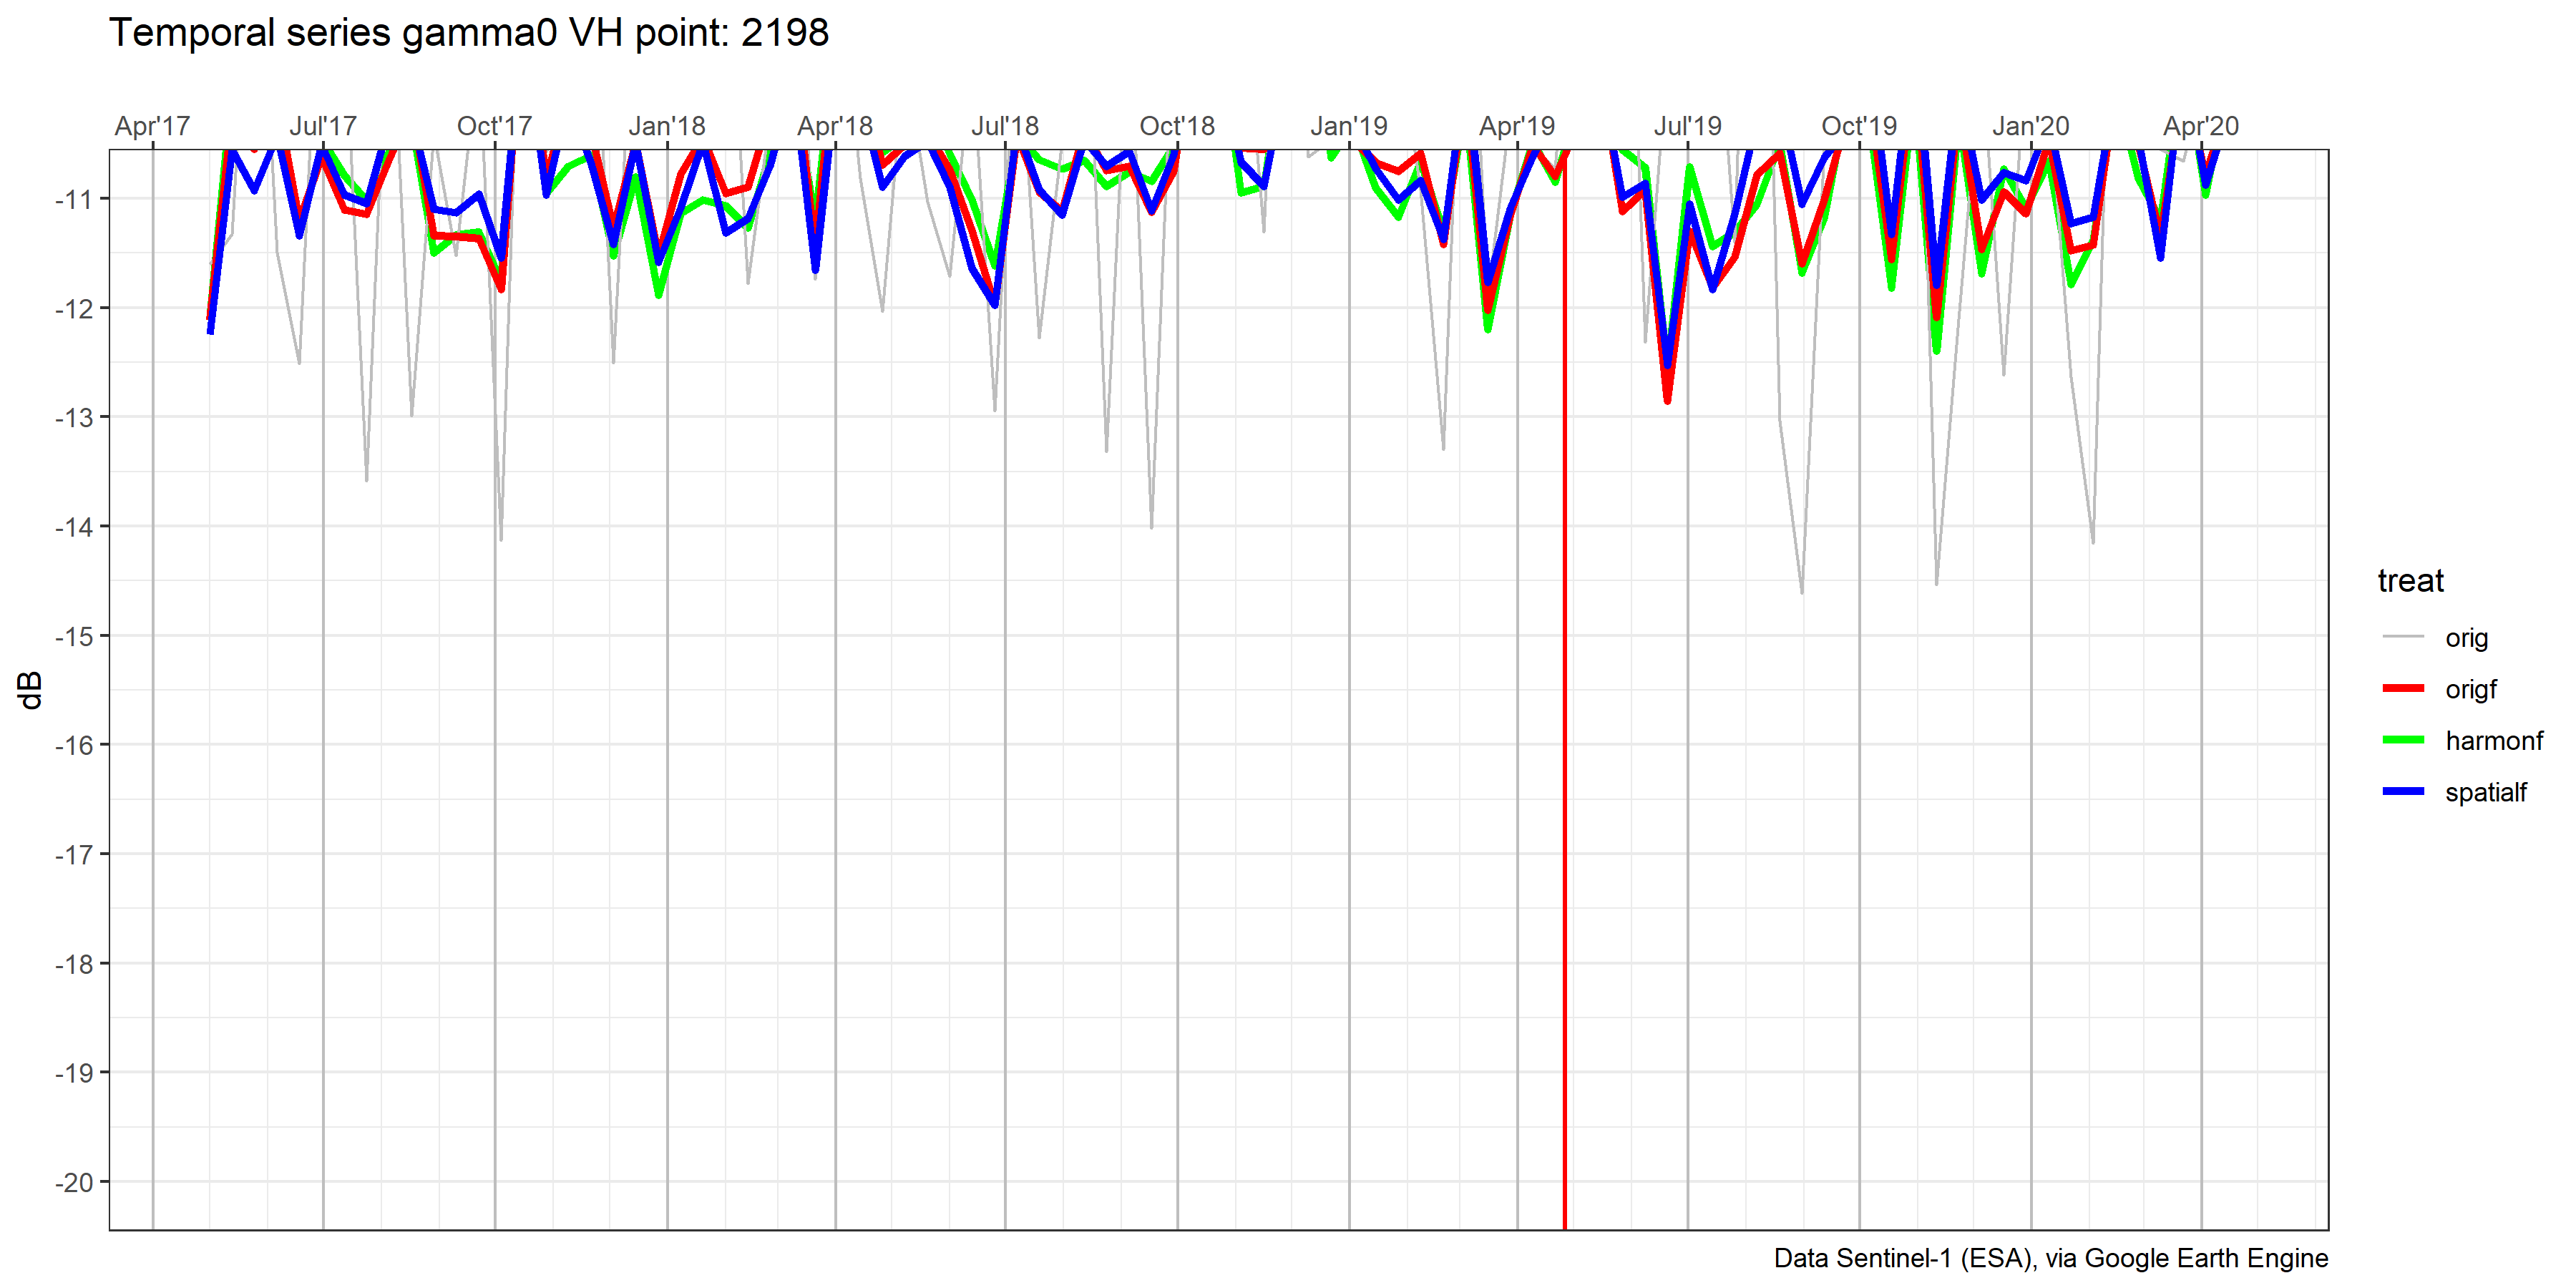 Temporal series gamma0 VH point: 2198
Apr'17 Jul'17 Oct'17 Jan'18 Apr'18 Jul'18 Oct'18 Jan'19 Apr'19 Jul'19 Oct'19 Jan'20 Apr'20
-11
-12
-13
-14
-15
-16
-17
-18
-19
-20
dB
treat
orig
origf
harmonf
spatialf
Data Sentinel-1 (ESA), via Google Earth Engine